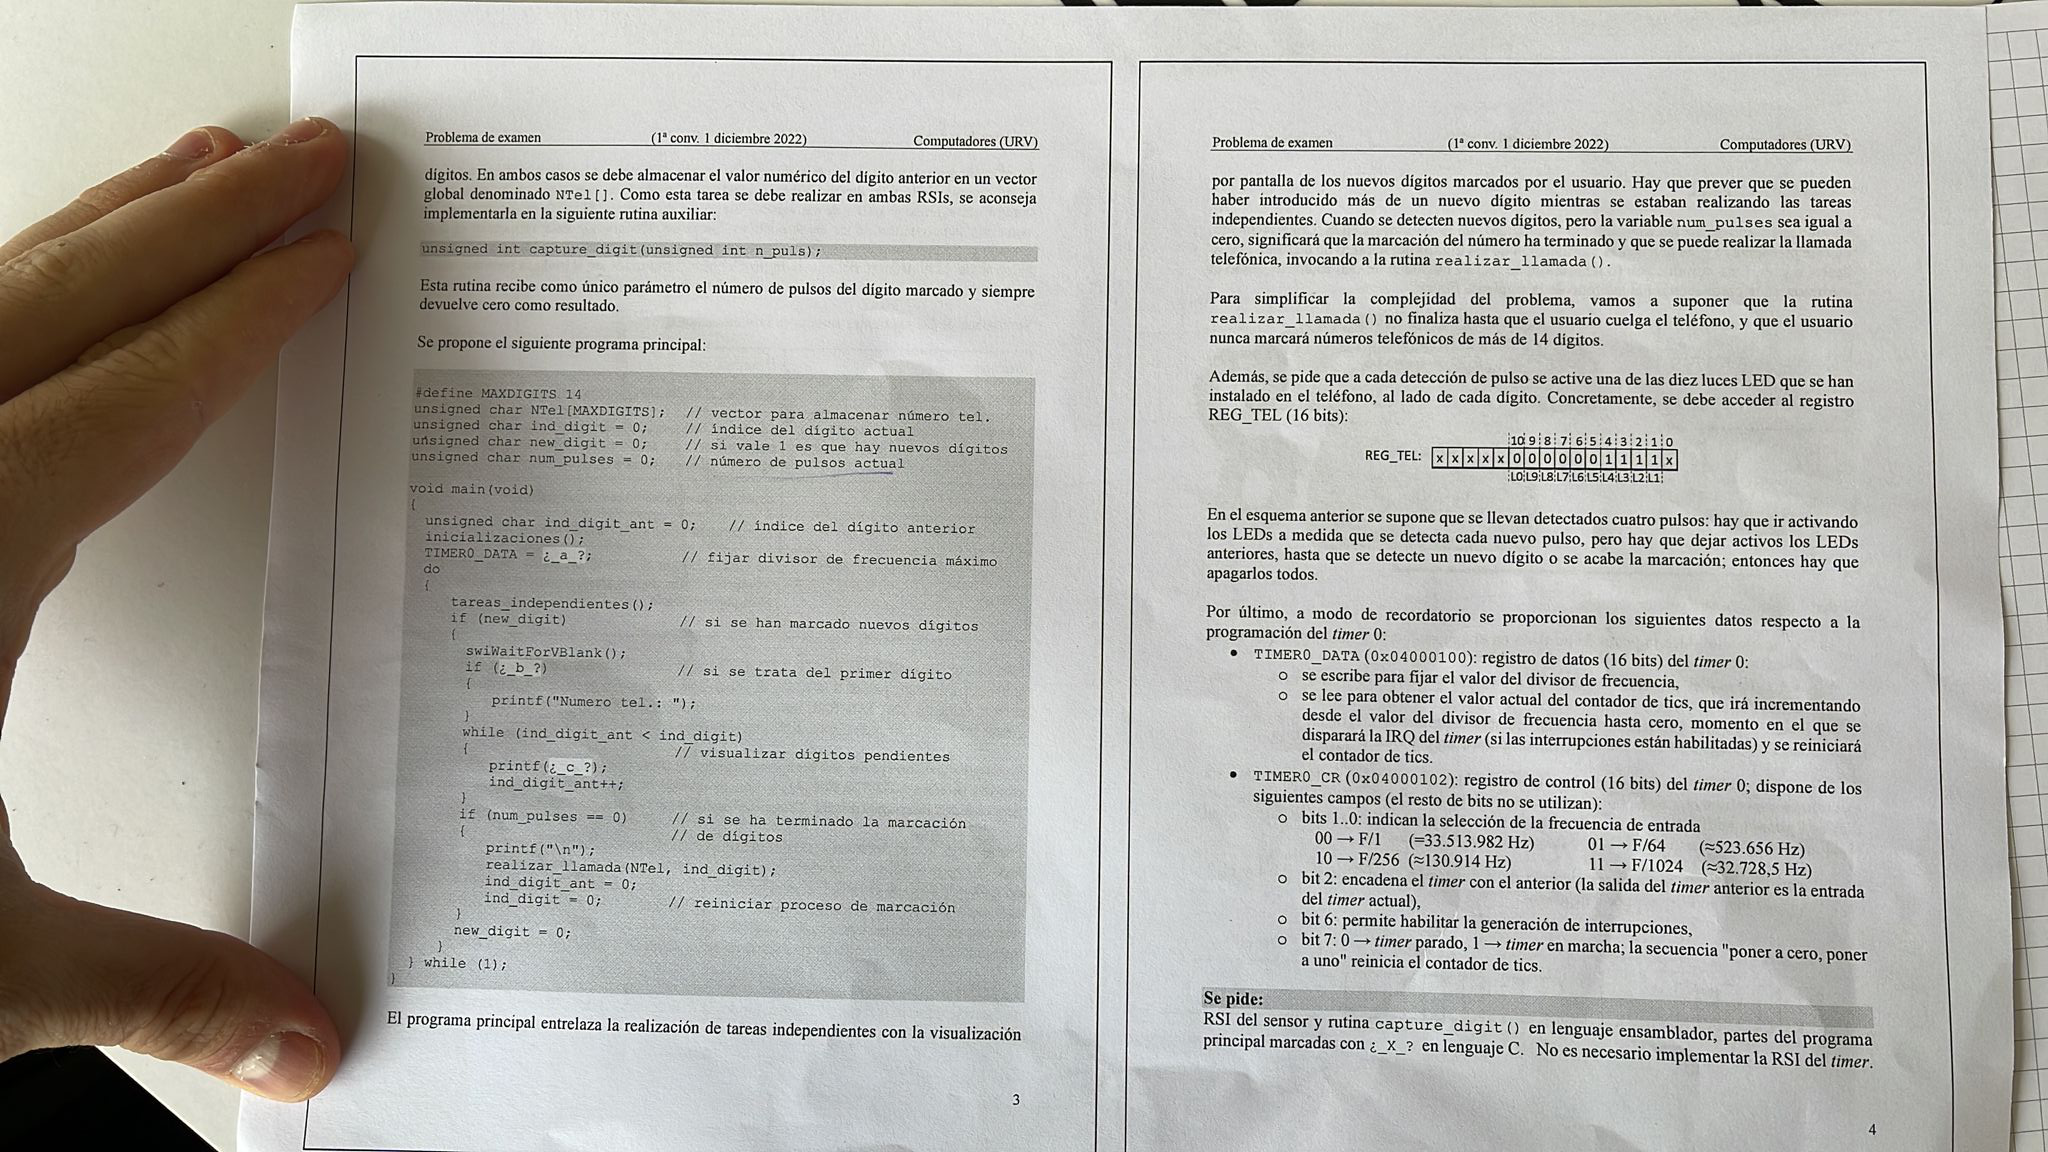 Problema de examen (1ª conv. 1 diciembre 2022) Computadores (URV)
dígitos. En ambos casos se debe almacenar el valor numérico del dígito anterior en un vector
global denominado NTel[]. Como esta tarea se debe realizar en ambas RSIs, se aconseja
implementarla en la siguiente rutina auxiliar:
unsigned int capture_digit(unsigned int n_puls);
Esta rutina recibe como único parámetro el número de pulsos del dígito marcado y siempre
devuelve cero como resultado.
Se propone el siguiente programa principal:
#define MAXDIGITS 14
unsigned char NTel[MAXDIGITS]; // vector para almacenar número tel.
unsigned char ind_digit = 0; // índice del dígito actual
unsigned char new_digit = 0; // si vale 1 es que hay nuevos dígitos
unsigned char num_pulses = 0; // número de pulsos actual
void main(void)
{
unsigned char ind_digit_ant = 0; // índice del dígito anterior
inicializaciones();
TIMER0_DATA = ¿_a_?; // fijar divisor de frecuencia máximo
do
{
tareas_independientes();
if (new_digit) // si se han marcado nuevos dígitos
{
swiWaitForVBlank();
if (¿_b_?) // si se trata del primer dígito
{
printf("Numero tel.: ");
}
while (ind_digit_ant < ind_digit)
{ // visualizar dígitos pendientes
printf(¿_c_?);
ind_digit_ant++;
}
if (num_pulses == 0) // si se ha terminado la marcación
{ // de dígitos
printf("\n");
realizar_llamada(NTel, ind_digit);
ind_digit_ant = 0;
ind_digit = 0; // reiniciar proceso de marcación
}
new_digit = 0;
}
} while (1);
}
El programa principal entrelaza la realización de tareas independientes con la visualización
3
Problema de examen (1ª conv. 1 diciembre 2022) Computadores (URV)
por pantalla de los nuevos dígitos marcados por el usuario. Hay que prever que se pueden
haber introducido más de un nuevo dígito mientras se estaban realizando las tareas
independientes. Cuando se detecten nuevos dígitos, pero la variable num_pulses sea igual a
cero, significará que la marcación del número ha terminado y que se puede realizar la llamada
telefónica, invocando a la rutina realizar_llamada().
Para simplificar la complejidad del problema, vamos a suponer que la rutina
realizar_llamada() no finaliza hasta que el usuario cuelga el teléfono, y que el usuario
nunca marcará números telefónicos de más de 14 dígitos.
Además, se pide que a cada detección de pulso se active una de las diez luces LED que se han
instalado en el teléfono, al lado de cada dígito. Concretamente, se debe acceder al registro
REG_TEL (16 bits):
10 9 8 7 6 5 4 3 2 1 0
REG_TEL: x x x x x 0 0 0 0 0 0 1 1 1 1 x
L0 L9 L8 L7 L6 L5 L4 L3 L2 L1
En el esquema anterior se supone que se llevan detectados cuatro pulsos: hay que ir activando
los LEDs a medida que se detecta cada nuevo pulso, pero hay que dejar activos los LEDs
anteriores, hasta que se detecte un nuevo dígito o se acabe la marcación; entonces hay que
apagarlos todos.
Por último, a modo de recordatorio se proporcionan los siguientes datos respecto a la
programación del timer 0:
• TIMER0_DATA (0x04000100): registro de datos (16 bits) del timer 0:
o se escribe para fijar el valor del divisor de frecuencia,
o se lee para obtener el valor actual del contador de tics, que irá incrementando
desde el valor del divisor de frecuencia hasta cero, momento en el que se
disparará la IRQ del timer (si las interrupciones están habilitadas) y se reiniciará
el contador de tics.
• TIMER0_CR (0x04000102): registro de control (16 bits) del timer 0; dispone de los
siguientes campos (el resto de bits no se utilizan):
o bits 1..0: indican la selección de la frecuencia de entrada
00 → F/1 (=33.513.982 Hz) 01 → F/64 (≈523.656 Hz)
10 → F/256 (≈130.914 Hz) 11 → F/1024 (≈32.728,5 Hz)
o bit 2: encadena el timer con el anterior (la salida del timer anterior es la entrada
del timer actual),
o bit 6: permite habilitar la generación de interrupciones,
o bit 7: 0 → timer parado, 1 → timer en marcha; la secuencia "poner a cero, poner
a uno" reinicia el contador de tics.
Se pide:
RSI del sensor y rutina capture_digit() en lenguaje ensamblador, partes del programa
principal marcadas con ¿_X_? en lenguaje C. No es necesario implementar la RSI del timer.
4